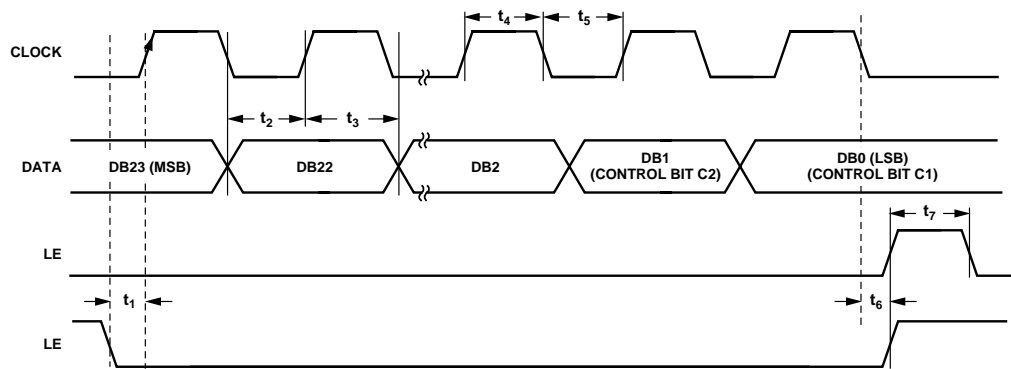 t4 t5
CLOCK
t2 t3
DATA DB23 (MSB) DB22 DB2 DB1
(CONTROL BIT C2) DB0 (LSB)
(CONTROL BIT C1)
t7
LE
t1 t6
LE